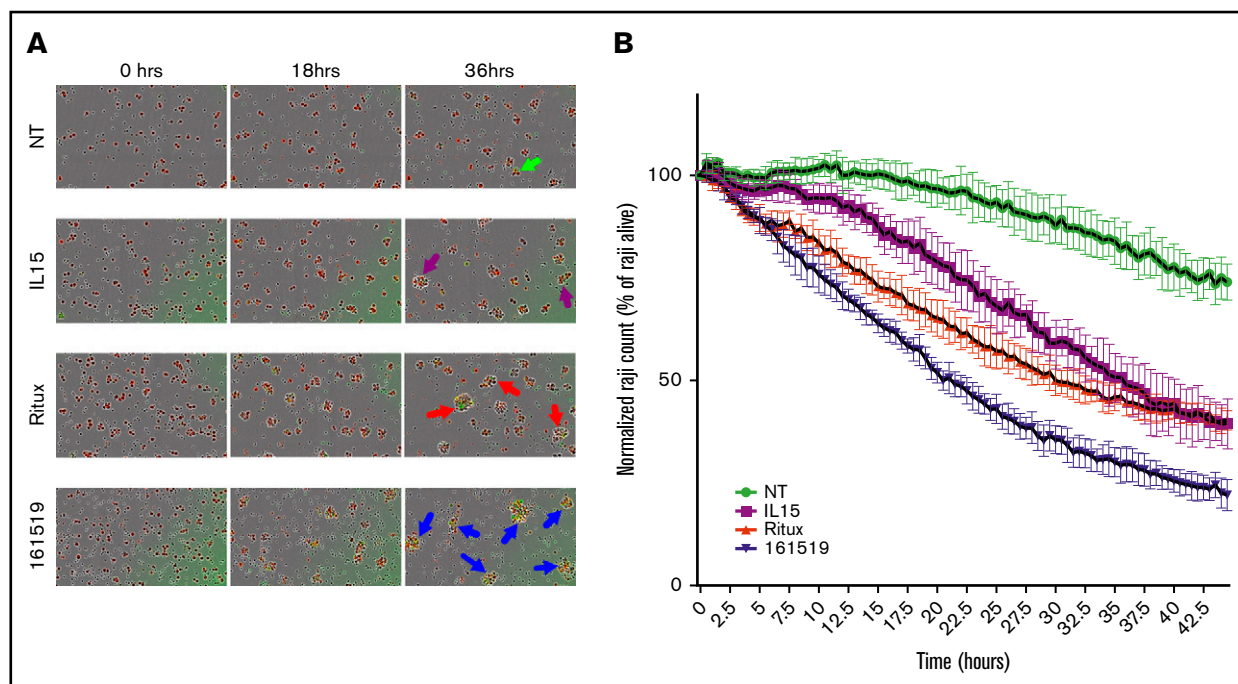 A
0 hrs 18hrs 36hrs
NT
IL15
Ritux
161519
B
Normalized raji count (% of raji alive)
100
50
0
NT
IL15
Ritux
161519
0 2.5 5 7.5 10 12.5 15 17.5 20 22.5 25 27.5 30 32.5 35 37.5 40 42.5
Time (hours)